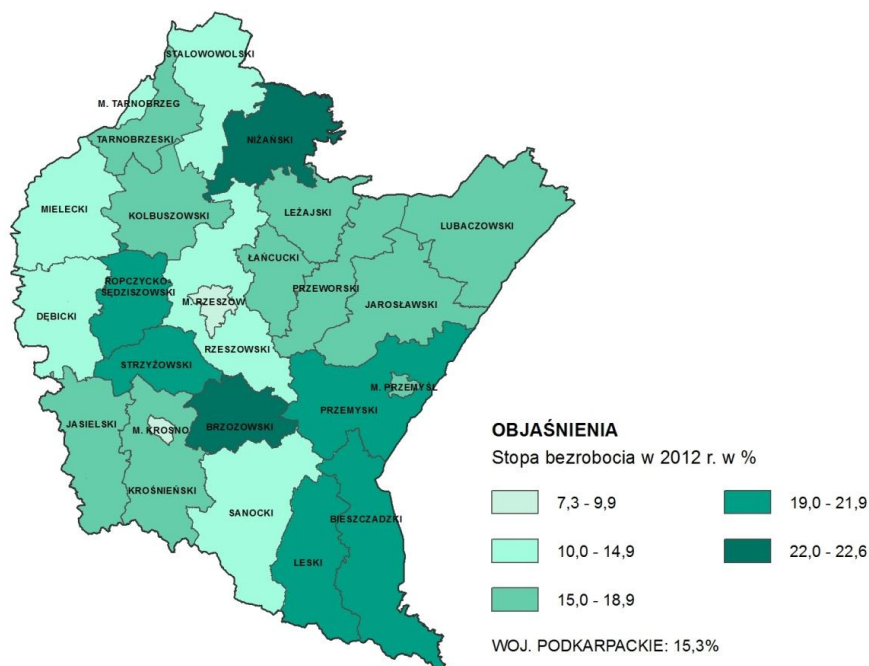 STALOWOWOLSKI
M. TARNOBRZEG
TARNOBRZESKI
NIŻAŃSKI
MIELECKI
KOLBUSZOWSKI
LEŻAJSKI
LUBACZOWSKI
ŁAŃCUCKI
ROPCZYCKO-
SĘDZISZOWSKI
PRZEWORSKI
M. RZESZÓW
JAROSŁAWSKI
DĘBICKI
RZESZOWSKI
STRZYŻOWSKI
M. PRZEMYŚL
PRZEMYSKI
JASIELSKI
M. KROSNO
BRZOZOWSKI
KROŚNIEŃSKI
SANOCKI
BIESZCZADZKI
LESKI
OBJAŚNIENIA
Stopa bezrobocia w 2012 r. w %
7,3 - 9,9
10,0 - 14,9
15,0 - 18,9
19,0 - 21,9
22,0 - 22,6
WOJ. PODKARPACKIE: 15,3%